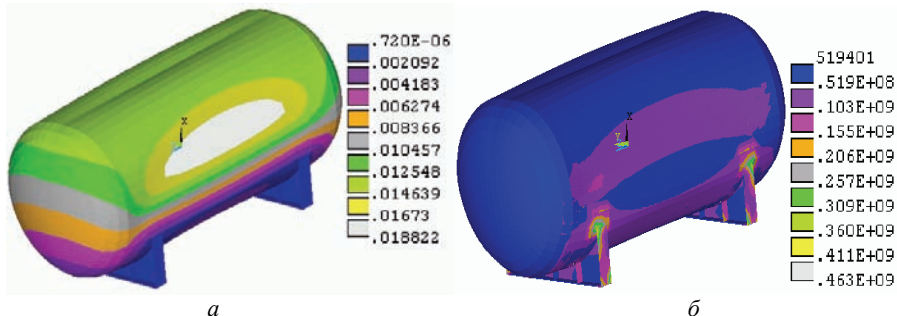 .720E-06
.002092
.004183
.006274
.008366
.010457
.012548
.014639
.01673
.018822
X
519401
.519E+08
.103E+09
.155E+09
.206E+09
.257E+09
.309E+09
.360E+09
.411E+09
.463E+09
X
Y
а
б